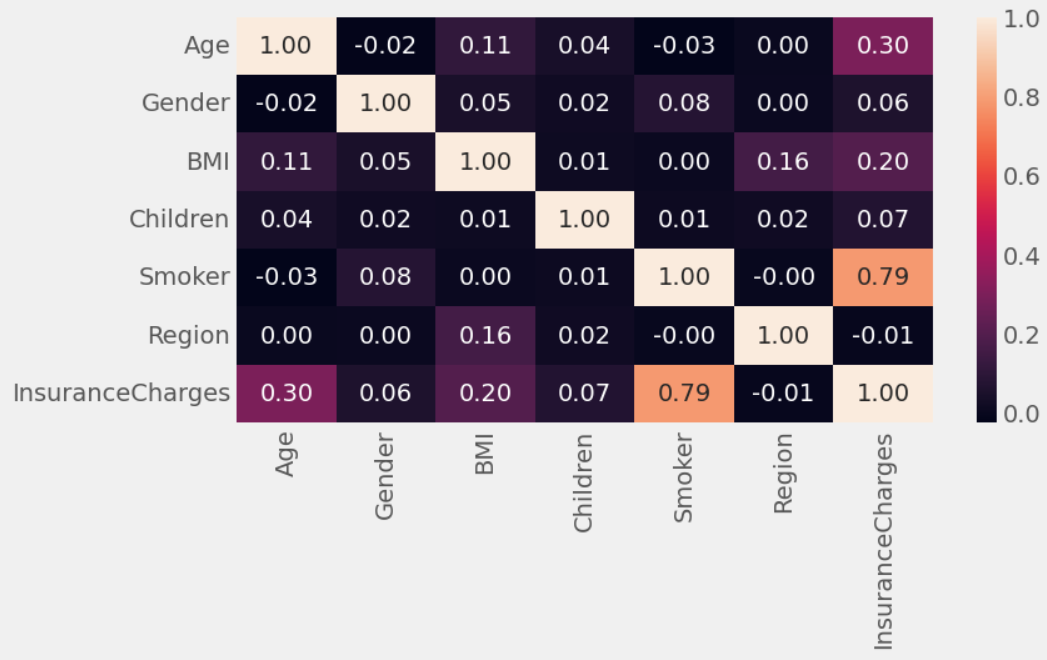 Age 1.00 -0.02 0.11 0.04 -0.03 0.00 0.30
Gender -0.02 1.00 0.05 0.02 0.08 0.00 0.06
BMI 0.11 0.05 1.00 0.01 0.00 0.16 0.20
Children 0.04 0.02 0.01 1.00 0.01 0.02 0.07
Smoker -0.03 0.08 0.00 0.01 1.00 -0.00 0.79
Region 0.00 0.00 0.16 0.02 -0.00 1.00 -0.01
InsuranceCharges 0.30 0.06 0.20 0.07 0.79 -0.01 1.00
Age
Gender
BMI
Children
Smoker
Region
InsuranceCharges
1.0
0.8
0.6
0.4
0.2
0.0